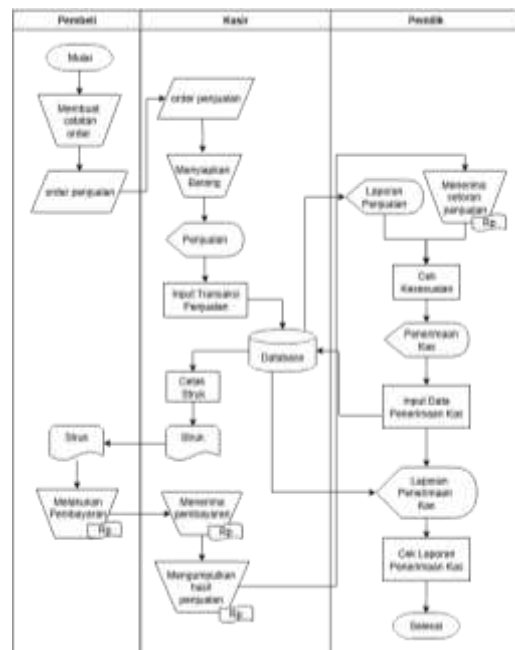 Pembeli
Kasir
Pemilik
Mulai
Membuat
catatan
order
order penjualan
order penjualan
Menyiapkan
Barang
Penjualan
Input Transaksi
Penjualan
Database
Cetak
Struk
Struk
Struk
Melakukan
Pembayaran
Rp.
Menerima
pembayaran
Rp.
Mengumpulkan
hasil
penjualan
Rp.
Laporan
Penjualan
Menerima
setoran
penjualan
Rp.
Cek
Kesesuaian
Penerimaan
Kas
Input Data
Penerimaan Kas
Laporan
Penerimaan
Kas
Cek Laporan
Penerimaan Kas
Selesai